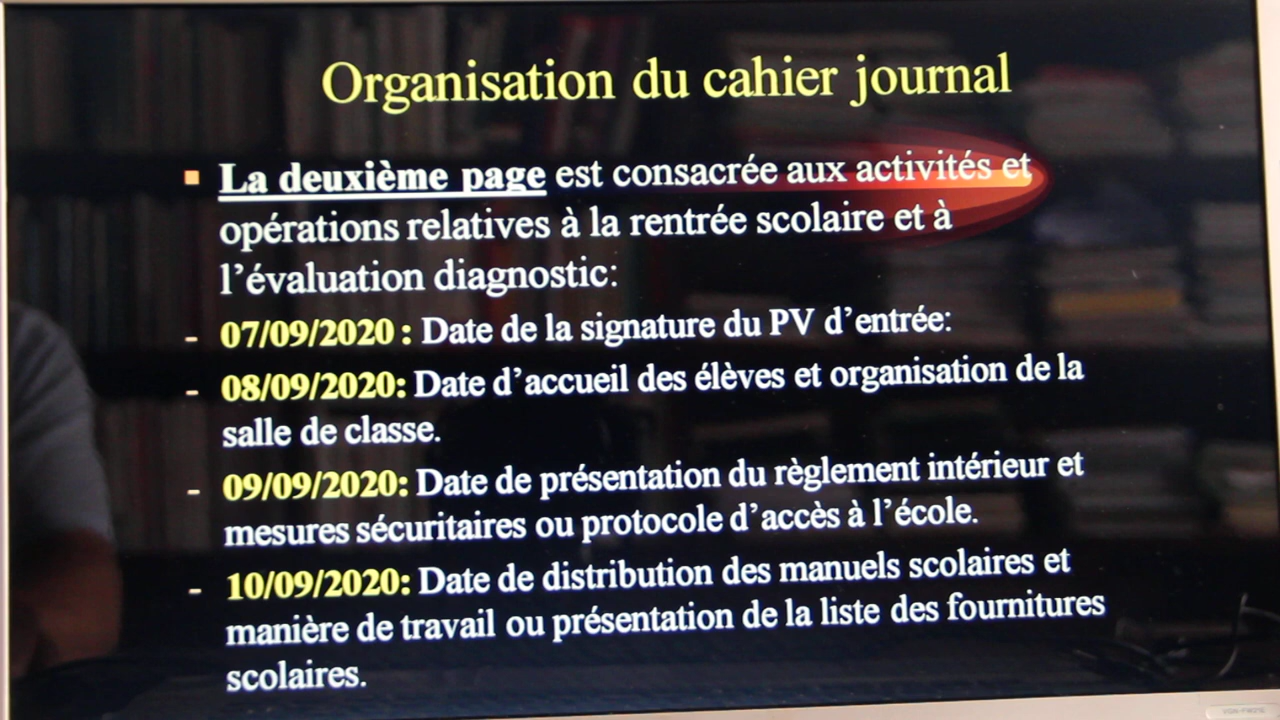 Organisation du cahier journal
▪ La deuxième page est consacrée aux activités et
opérations relatives à la rentrée scolaire et à
l’évaluation diagnostic:
- 07/09/2020 : Date de la signature du PV d’entrée:
- 08/09/2020: Date d’accueil des élèves et organisation de la
salle de classe.
- 09/09/2020: Date de présentation du règlement intérieur et
mesures sécuritaires ou protocole d’accès à l’école.
- 10/09/2020: Date de distribution des manuels scolaires et
manière de travail ou présentation de la liste des fournitures
scolaires.